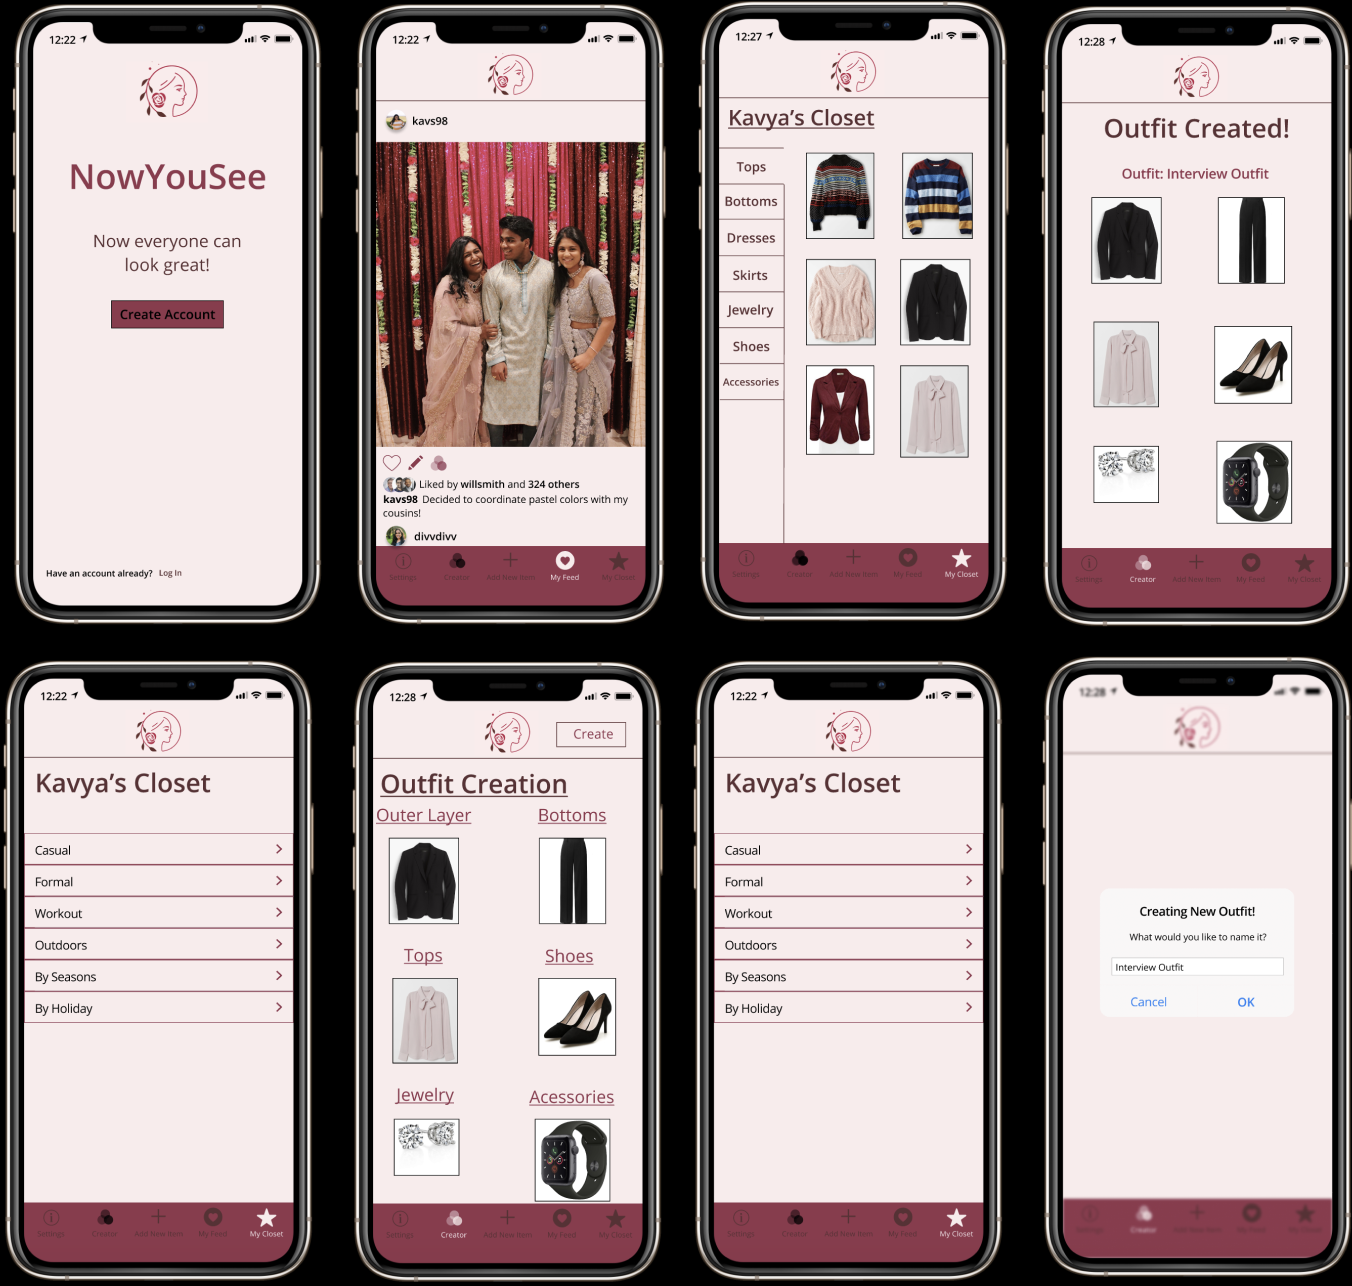 12:22
NowYouSee
Now everyone can
look great!
Create Account
Have an account already? Log In
12:22
kavs98
Liked by willsmith and 324 others
kavs98 Decided to coordinate pastel colors with my
cousins!
divvdivv
Settings Creator Add New Item My Feed My Closet
12:27
Kavya's Closet
Tops
Bottoms
Dresses
Skirts
Jewelry
Shoes
Accessories
Settings Creator Add New Item My Feed My Closet
12:28
Outfit Created!
Outfit: Interview Outfit
Settings Creator Add New Item My Feed My Closet
12:22
Kavya's Closet
Casual
Formal
Workout
Outdoors
By Seasons
By Holiday
Settings Creator Add New Item My Feed My Closet
12:28
Create
Outfit Creation
Outer Layer Bottoms
Tops Shoes
Jewelry Acessories
Settings Creator Add New Item My Feed My Closet
12:22
Kavya's Closet
Casual
Formal
Workout
Outdoors
By Seasons
By Holiday
Settings Creator Add New Item My Feed My Closet
12:28
Creating New Outfit!
What would you like to name it?
Interview Outfit
Cancel OK